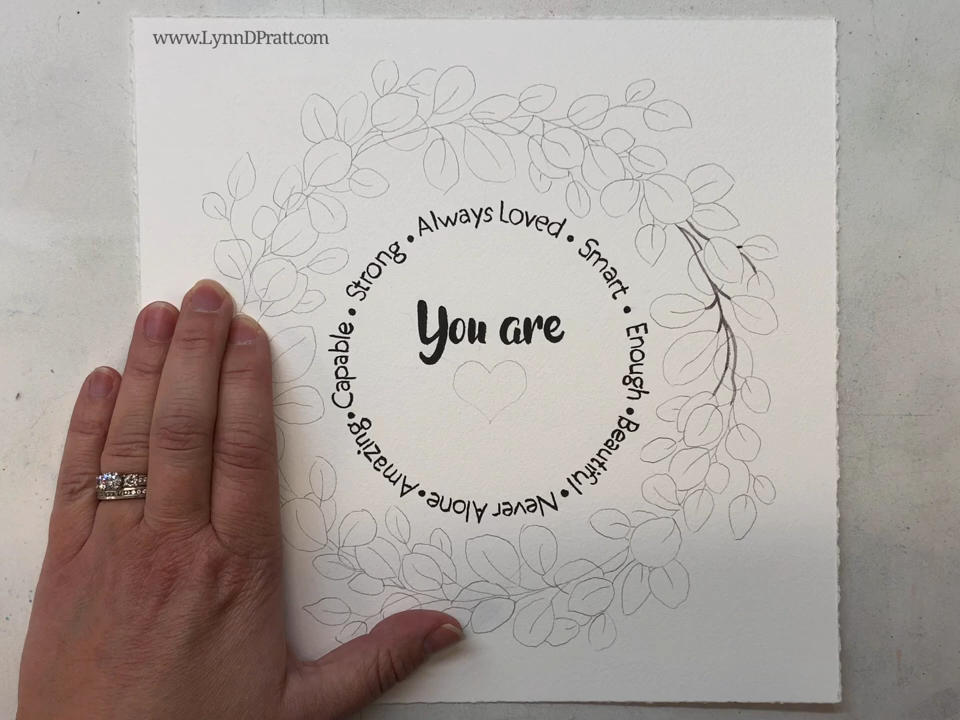 www.LynnDPratt.com
Always Loved • Smart • Enough • Beautiful • Never Alone • Amazing • Capable • Strong •
You are